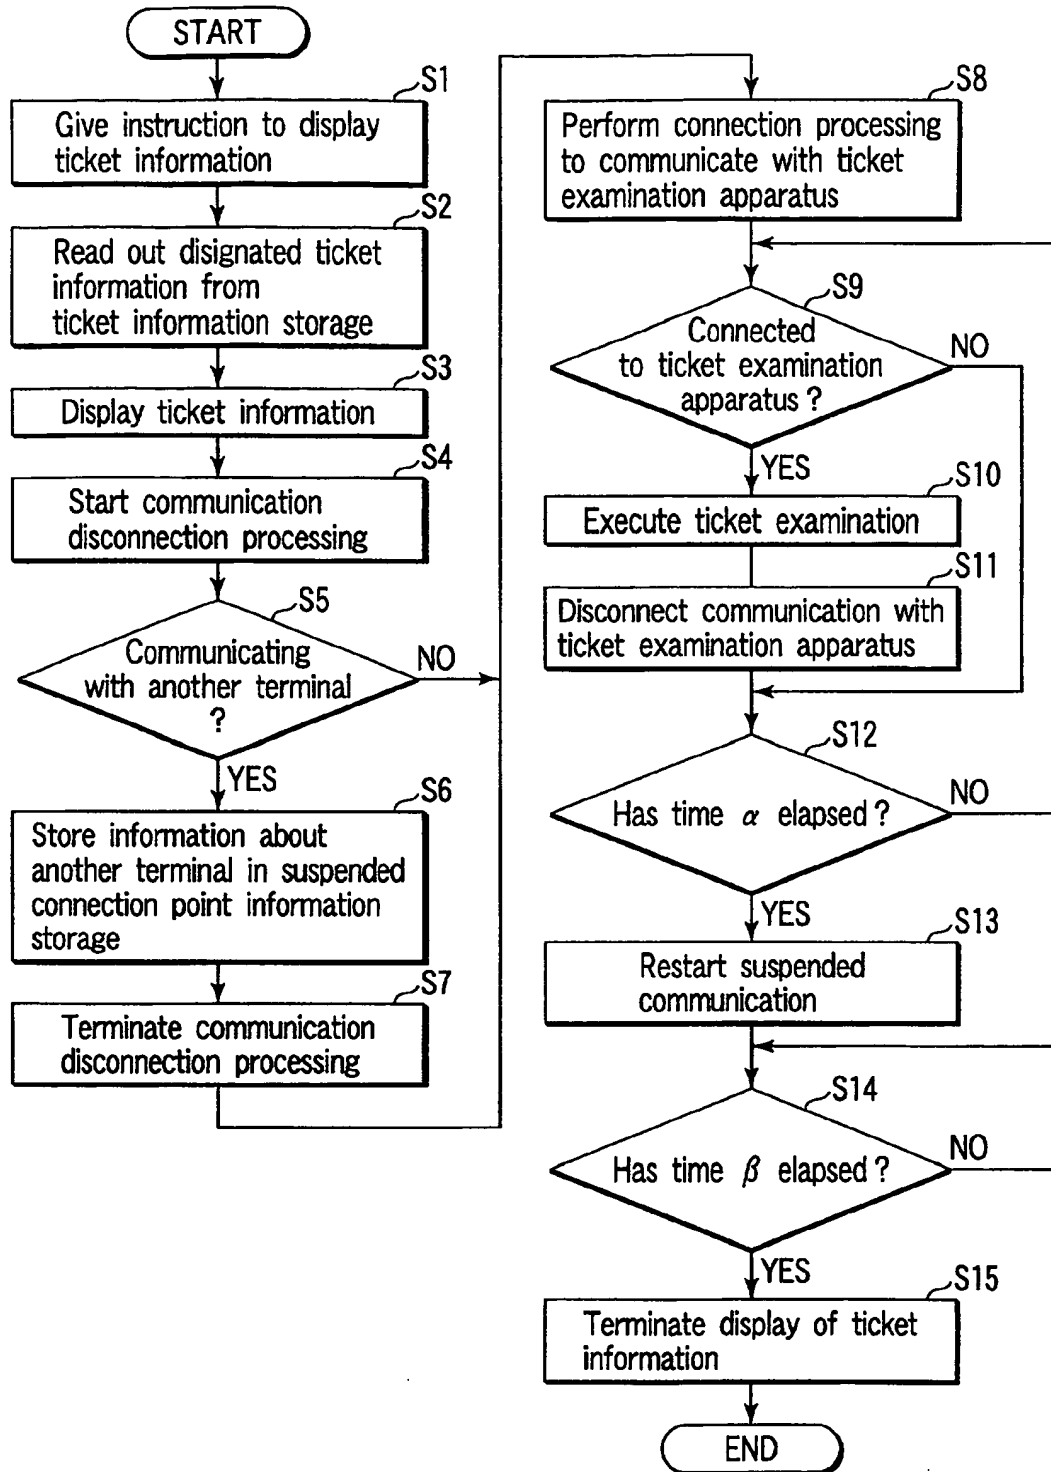 START
S1
Give instruction to display
ticket information
S2
Read out disignated ticket
information from
ticket information storage
S3
Display ticket information
S4
Start communication
disconnection processing
S5
Communicating
with another terminal
?
NO
YES
S6
Store information about
another terminal in suspended
connection point information
storage
S7
Terminate communication
disconnection processing
S8
Perform connection processing
to communicate with ticket
examination apparatus
S9
Connected
to ticket examination
apparatus ?
NO
YES
S10
Execute ticket examination
S11
Disconnect communication with
ticket examination apparatus
S12
Has time α elapsed ?
NO
YES
S13
Restart suspended
communication
S14
Has time β elapsed ?
NO
YES
S15
Terminate display of ticket
information
END